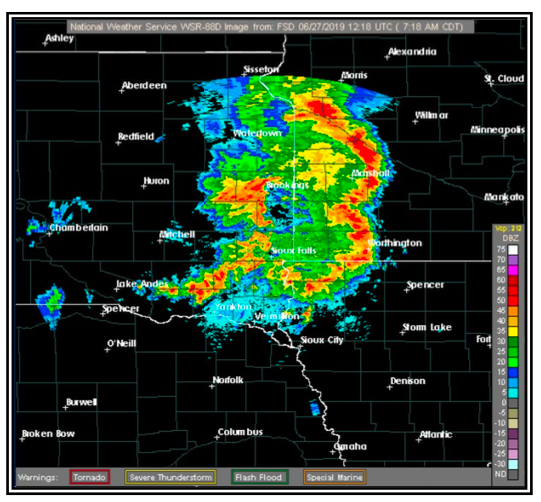 National Weather Service WSR-88D Image from: FSD 06/27/2019 12:18 UTC ( 7:18 AM CDT)
Ashley
Alexandria
Sisseton
Morris
St. Cloud
Aberdeen
Willmar
Watertown
Minneapolis
Redfield
Marshall
Huron
Brookings
Mankato
Chamberlain
Mitchell
Sioux Falls
Worthington
Vcp: 212
DBZ
75
70
65
60
55
50
45
40
35
30
25
20
15
10
5
0
-5
-10
-15
-20
-25
-30
ND
Lake Andes
Spencer
Spencer
Yankton
Vermillion
Storm Lake
Sioux City
O'Neill
Fort
Norfolk
Denison
Burwell
Broken Bow
Columbus
Omaha
Atlantic
Warnings:
Tornado
Severe Thunderstorm
Flash Flood
Special Marine